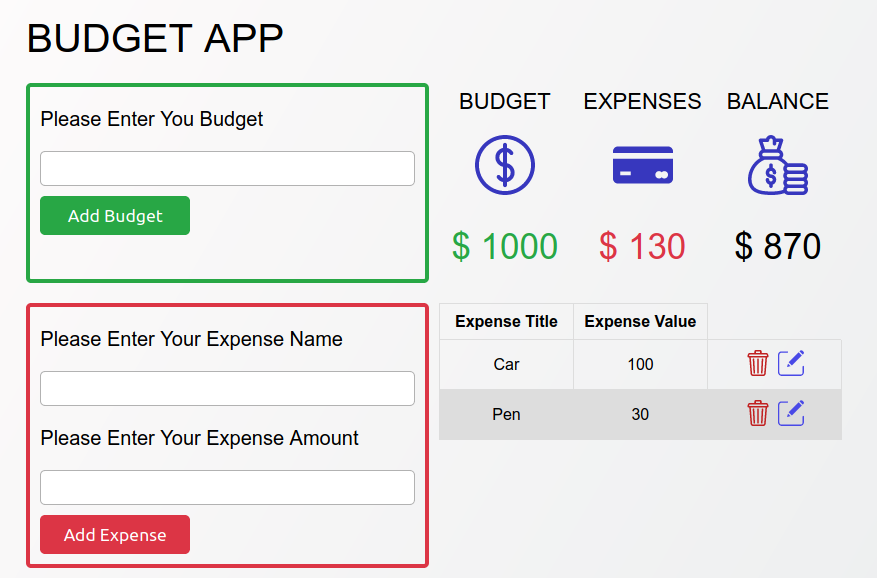 BUDGET APP
Please Enter You Budget
Add Budget
BUDGET EXPENSES BALANCE
$ 1000 $ 130 $ 870
Please Enter Your Expense Name
Please Enter Your Expense Amount
Add Expense
Expense Title Expense Value
Car 100
Pen 30